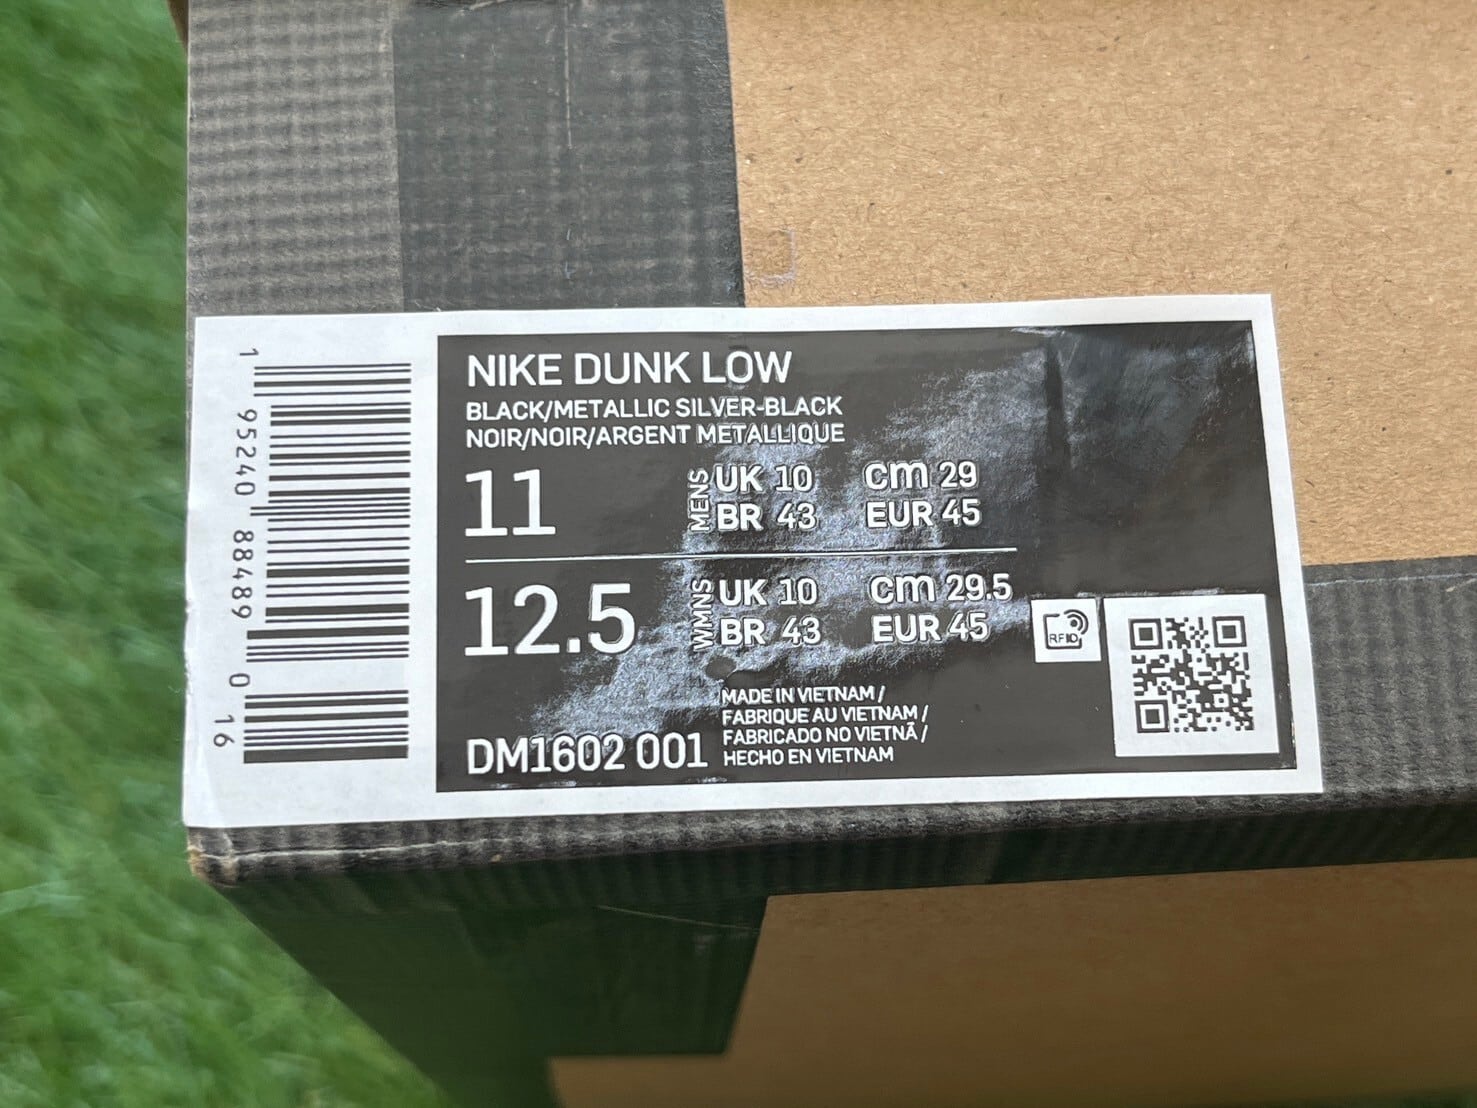 1 95240 88489 0 16
NIKE DUNK LOW
BLACK/METALLIC SILVER-BLACK
NOIR/NOIR/ARGENT METALLIQUE
11 MENS UK 10 cm 29
BR 43 EUR 45
12.5 WMNS UK 10 cm 29.5
BR 43 EUR 45
RFID
MADE IN VIETNAM /
FABRIQUE AU VIETNAM /
FABRICADO NO VIETNÃ /
HECHO EN VIETNAM
DM1602 001